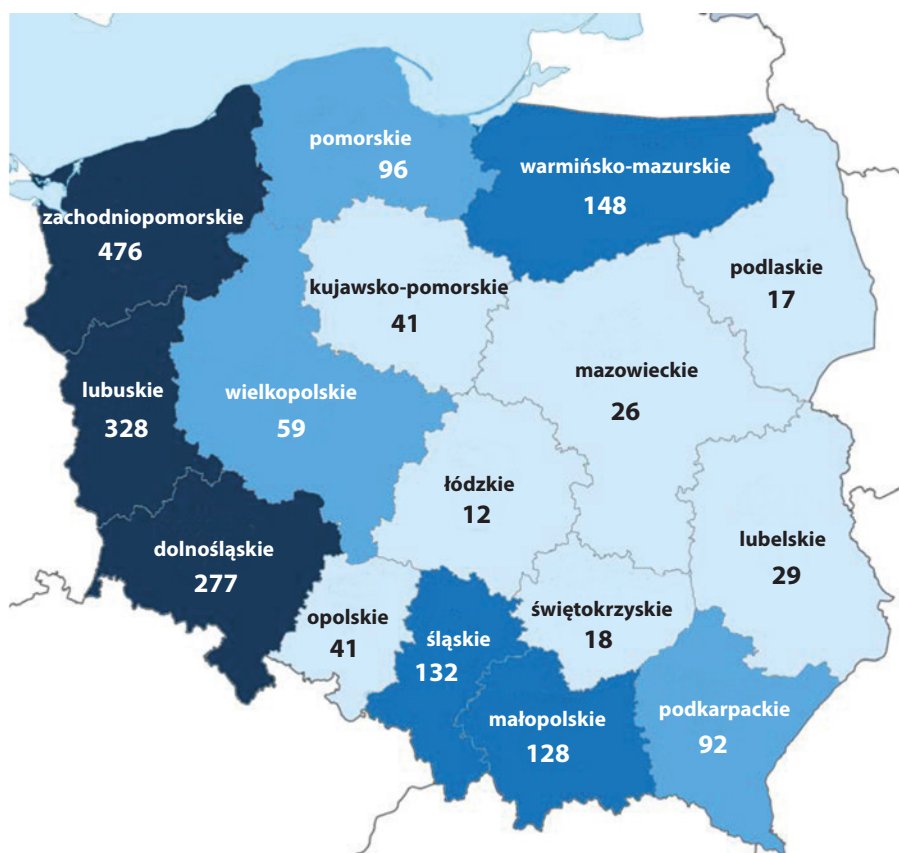 pomorskie
96
warmińsko-mazurskie
148
zachodniopomorskie
476
podlaskie
17
kujawsko-pomorskie
41
mazowieckie
26
lubuskie
328
wielkopolskie
59
łódzkie
12
lubelskie
29
dolnośląskie
277
opolskie
41
śląskie
132
świętokrzyskie
18
małopolskie
128
podkarpackie
92